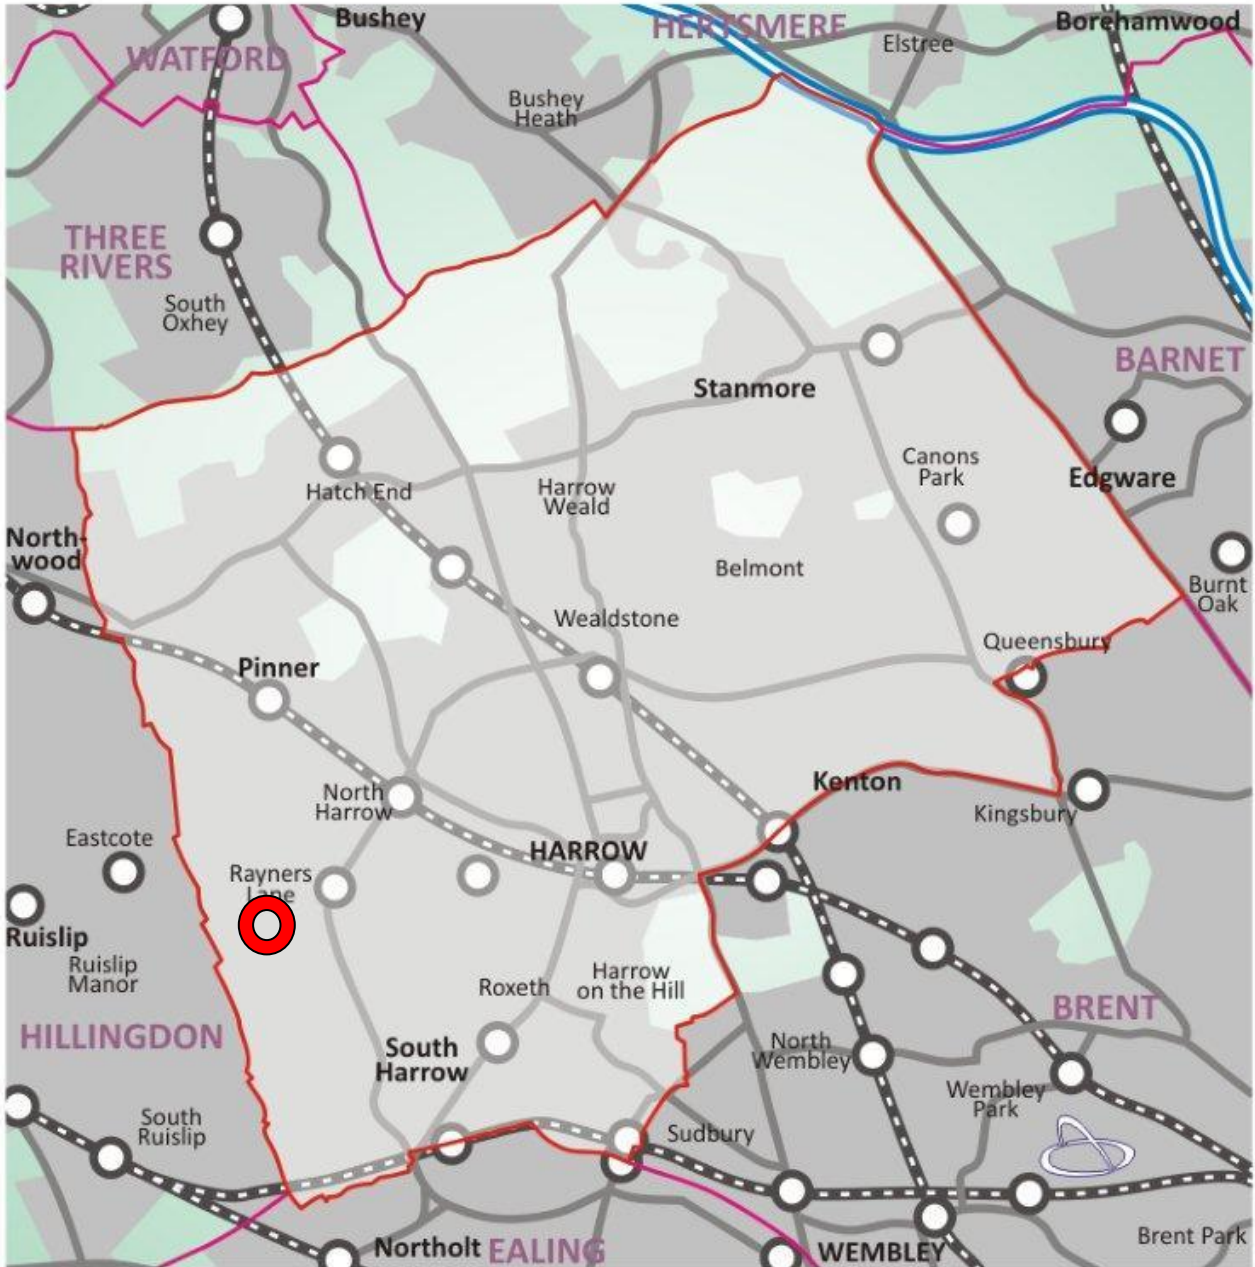 Bushey
HERTSMERE
Borehamwood
Elstree
WATFORD
Bushey
Heath
THREE
RIVERS
South
Oxhey
BARNET
Stanmore
Canons
Park
Edgware
Hatch End
Harrow
Weald
North-
wood
Belmont
Burnt
Oak
Wealdstone
Queensbury
Pinner
Kenton
North
Harrow
Kingsbury
Eastcote
HARROW
Rayners
Lane
Ruislip
Ruislip
Manor
Harrow
on the Hill
Roxeth
BRENT
HILLINGDON
South
Harrow
North
Wembley
Wembley
Park
South
Ruislip
Sudbury
Brent Park
Northolt
EALING
WEMBLEY